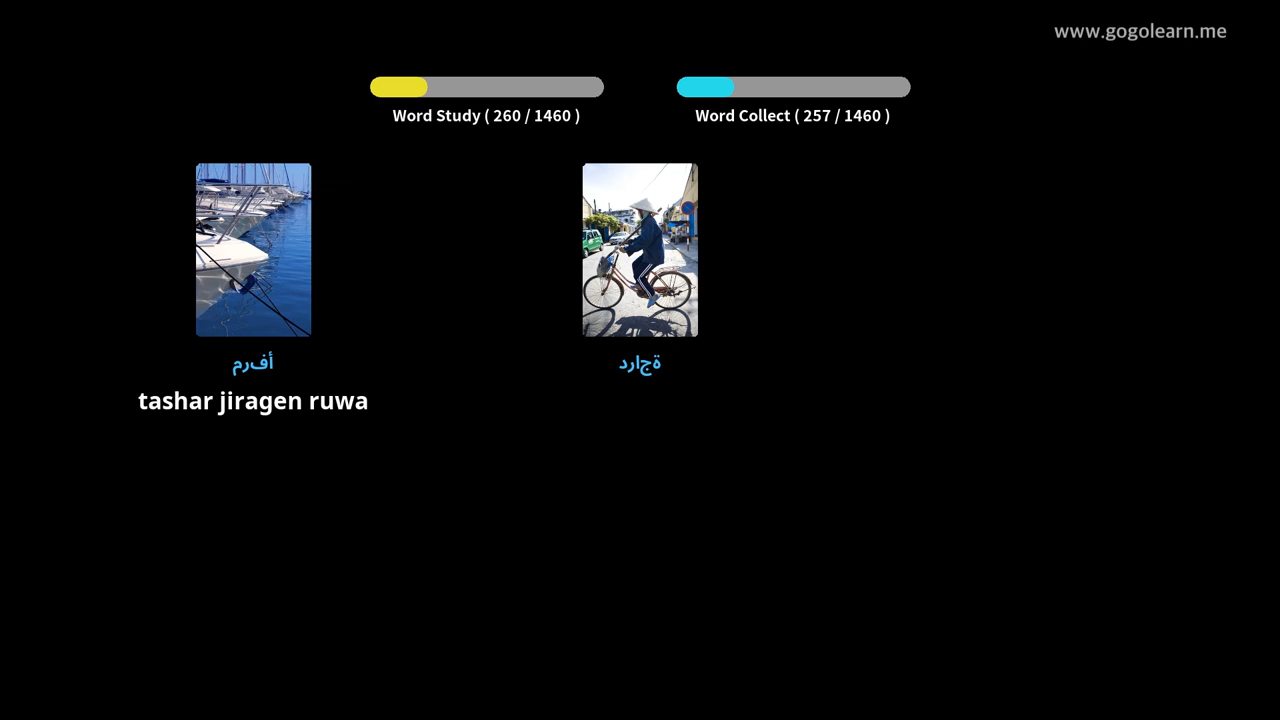 www.gogolearn.me
Word Study ( 260 / 1460 )
Word Collect ( 257 / 1460 )
أفرم
ةجارد
tashar jiragen ruwa